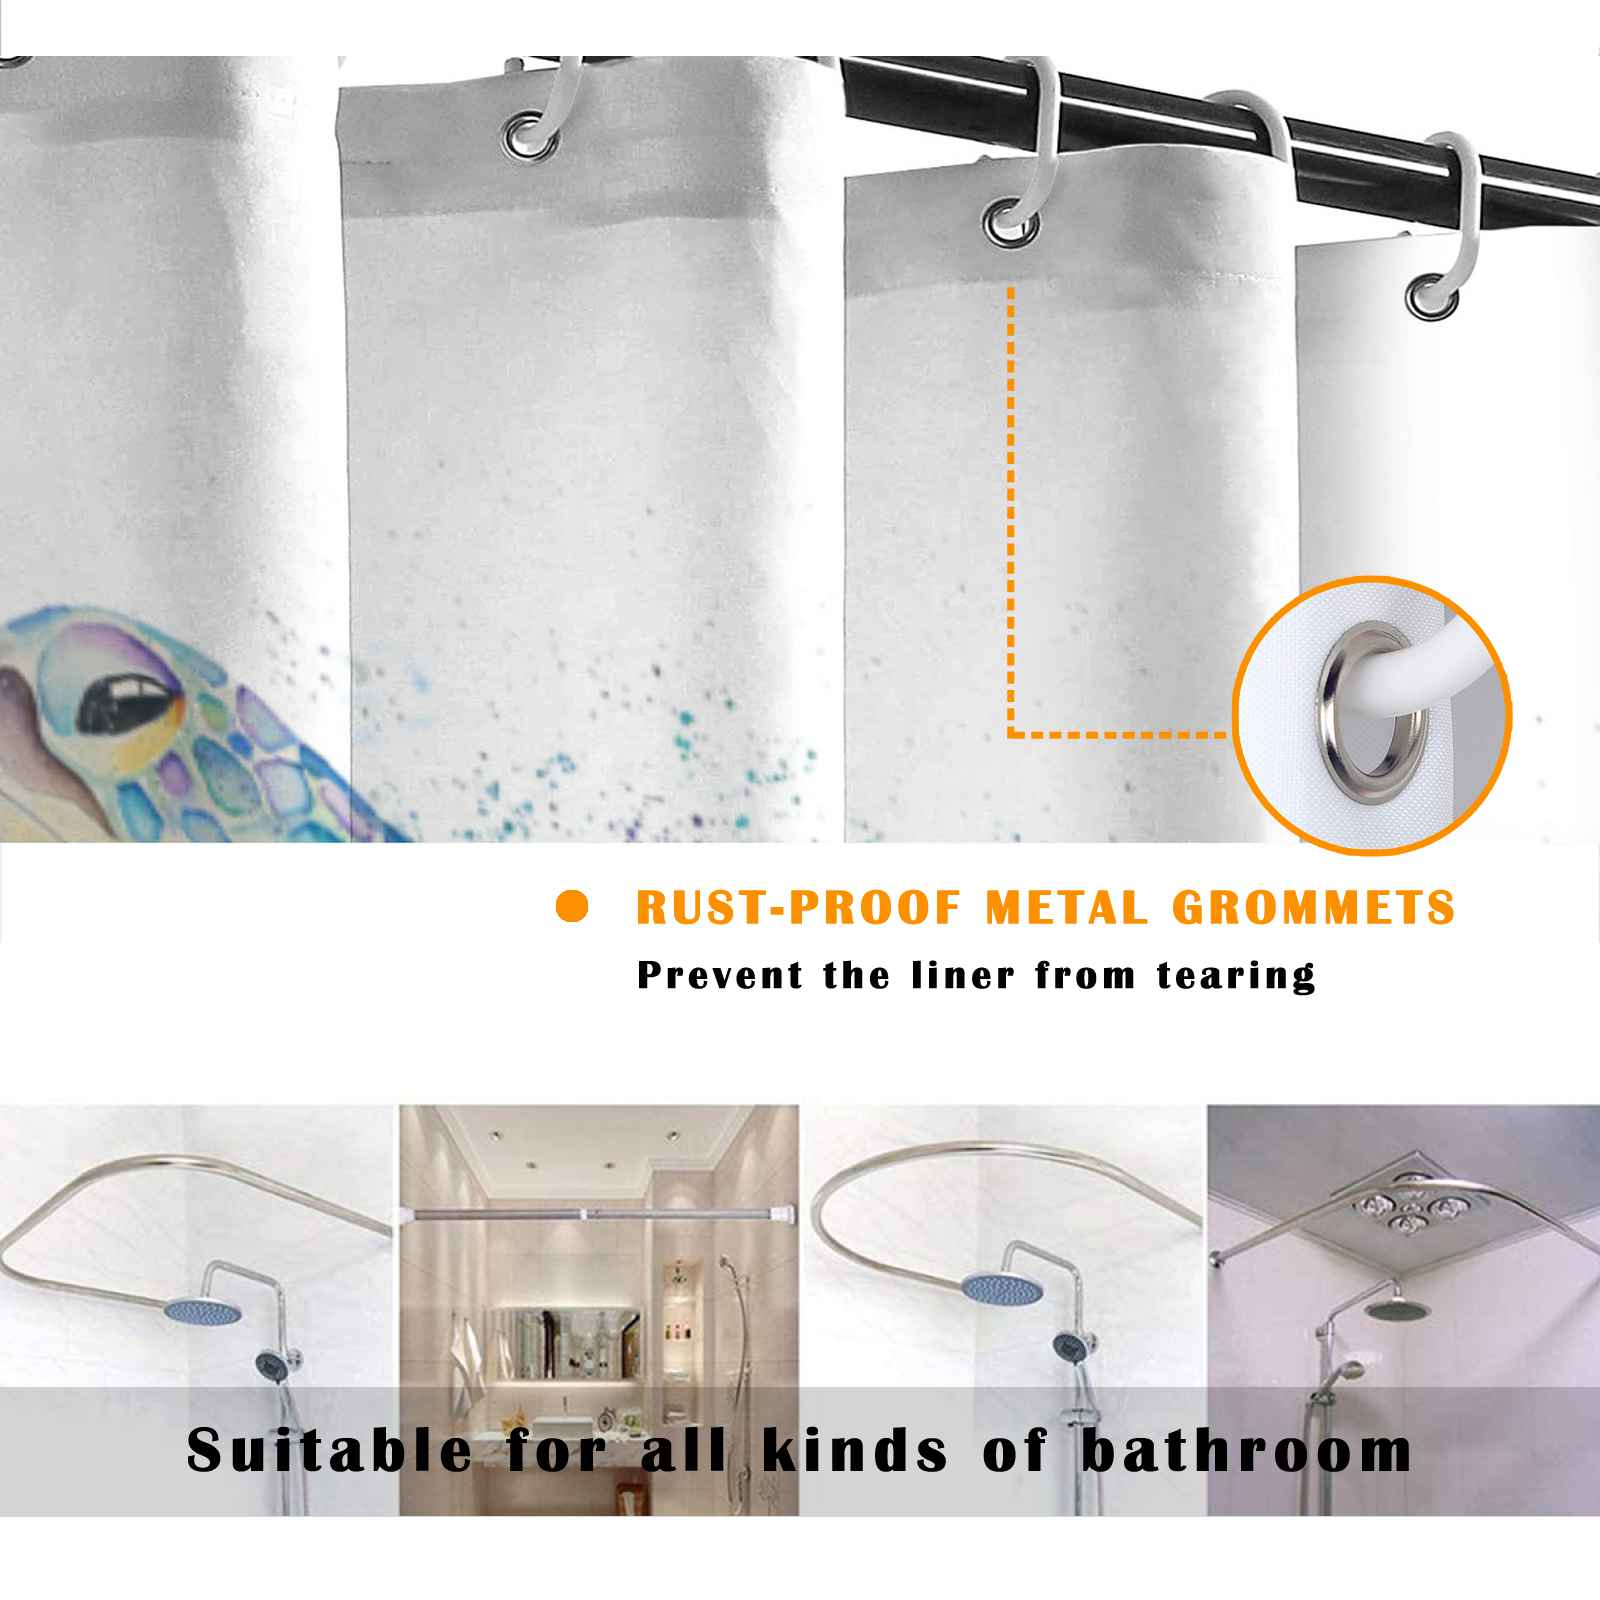 RUST-PROOF METAL GROMMETS
Prevent the liner from tearing
Suitable for all kinds of bathroom